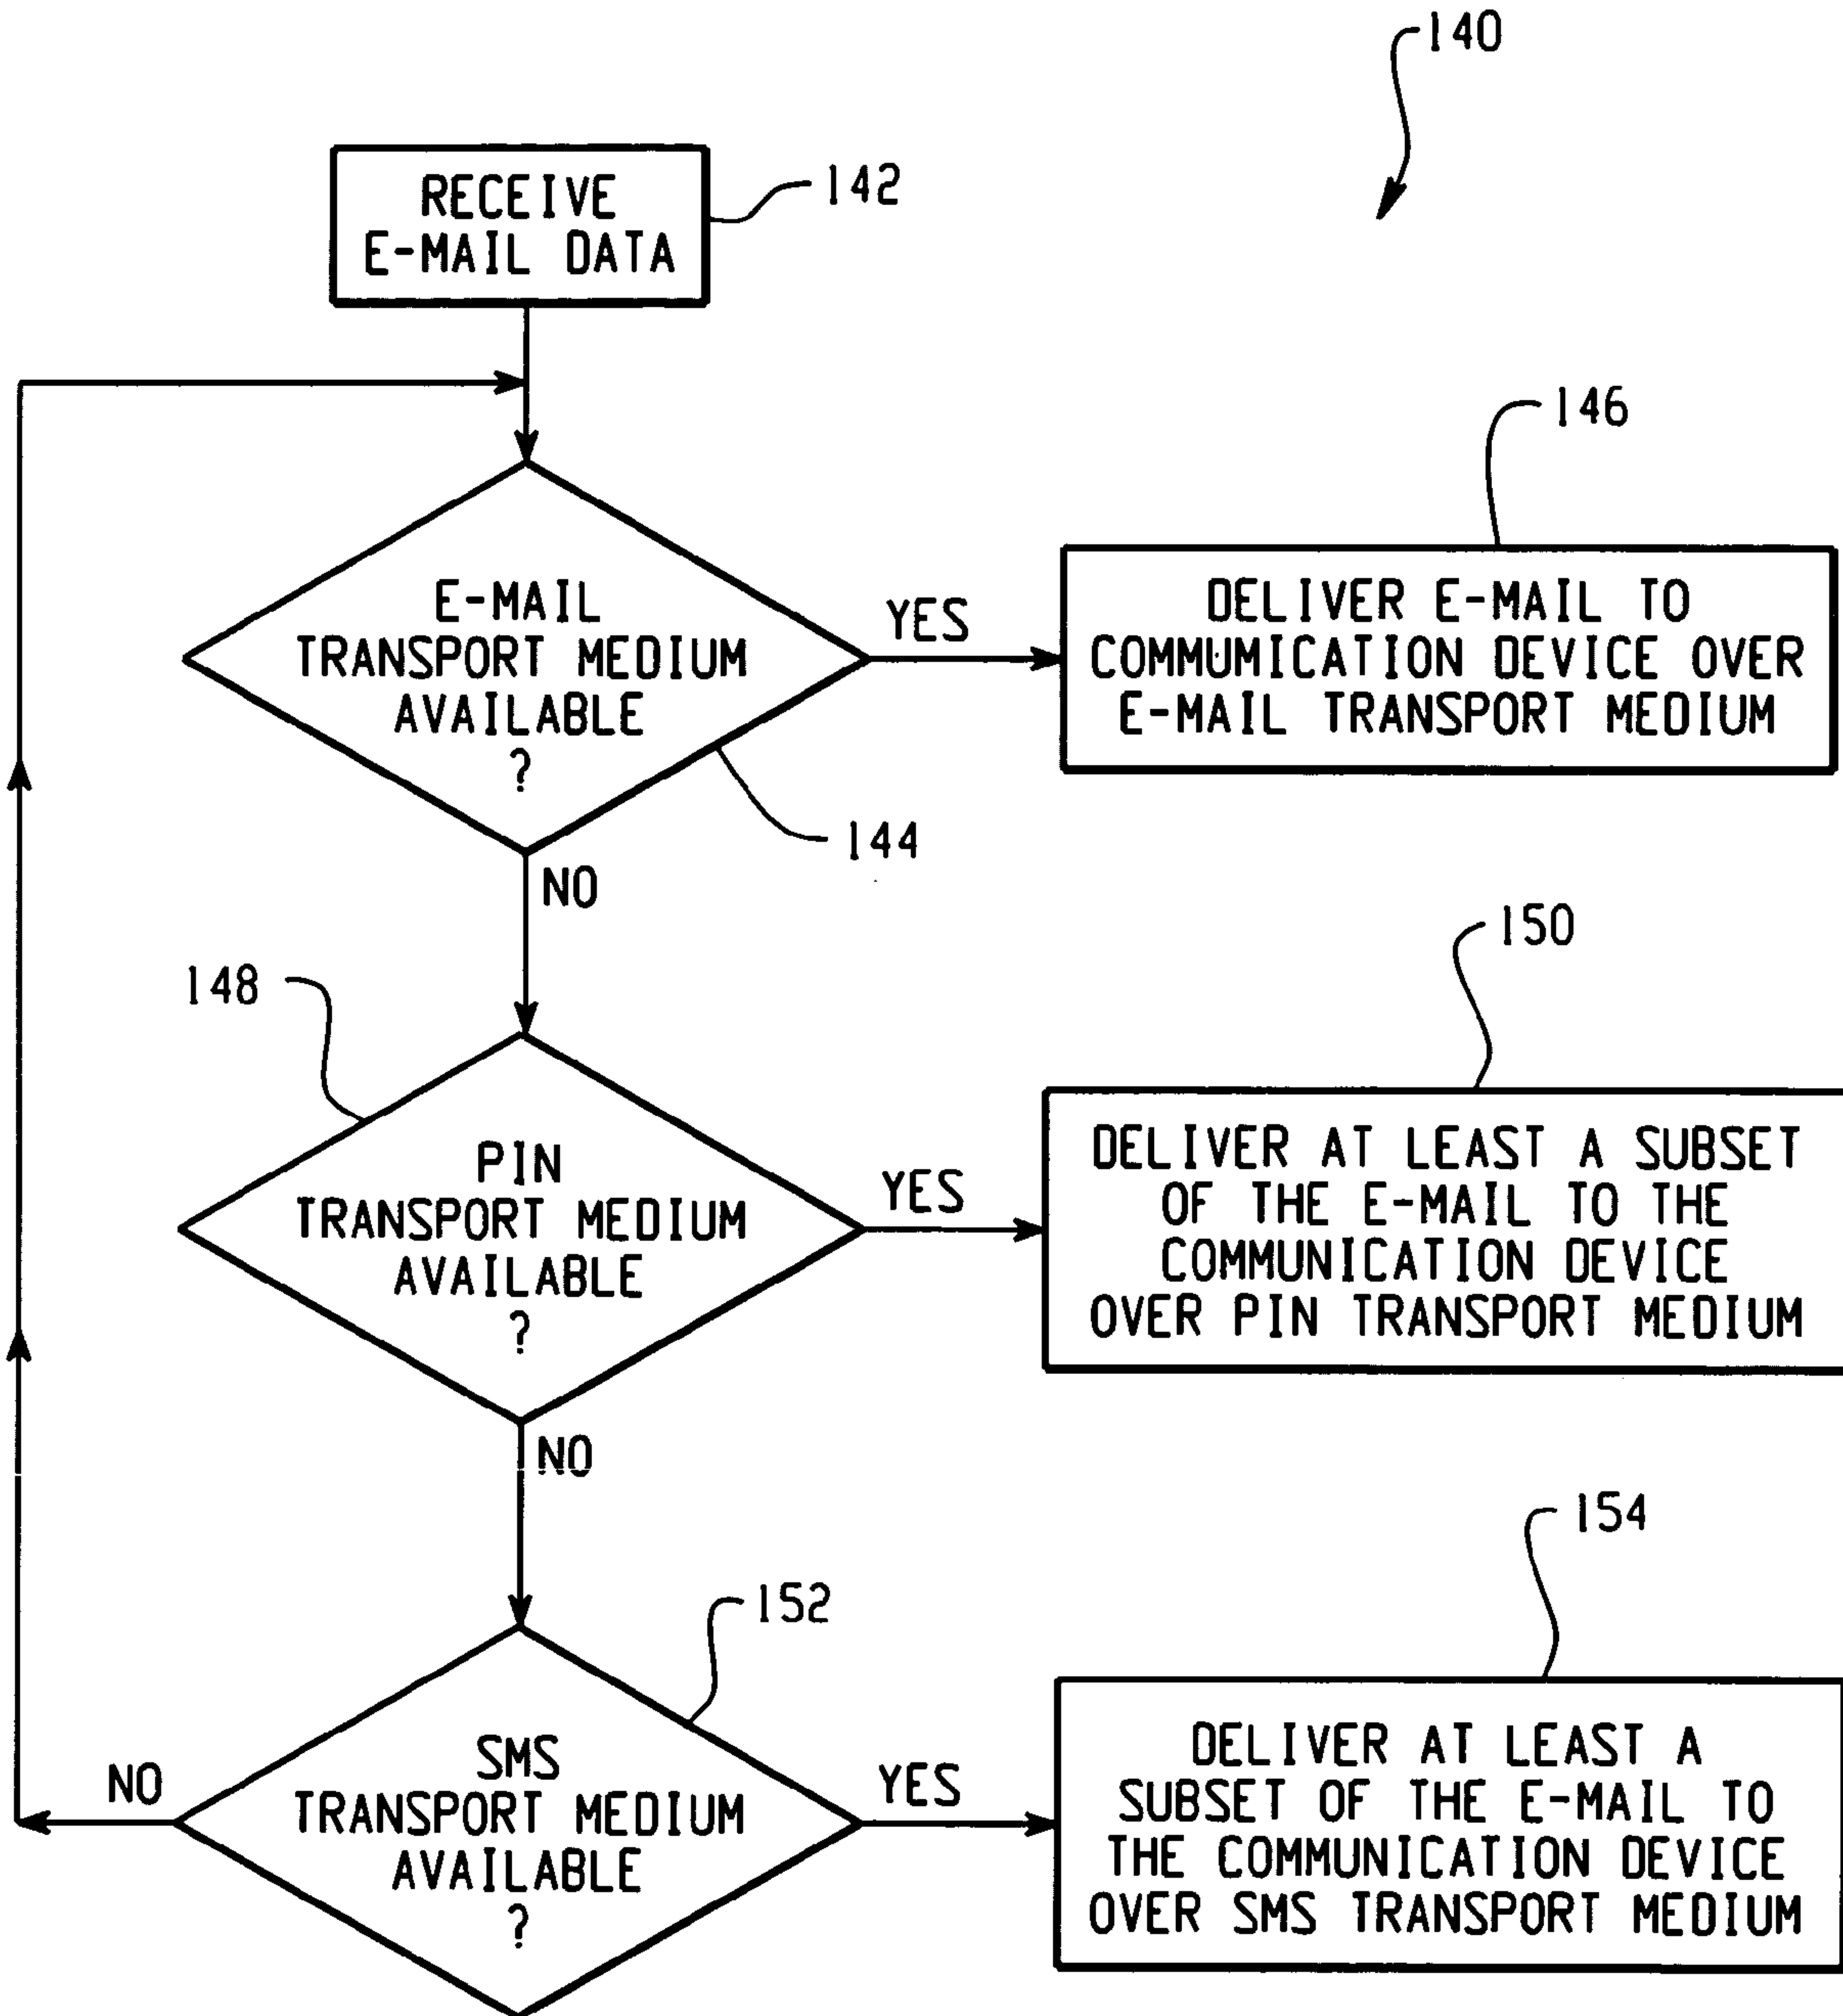 140
RECEIVE
E-MAIL DATA
142
E-MAIL
TRANSPORT MEDIUM
AVAILABLE
?
144
YES
146
DELIVER E-MAIL TO
COMMUMICATION DEVICE OVER
E-MAIL TRANSPORT MEDIUM
NO
148
PIN
TRANSPORT MEDIUM
AVAILABLE
?
YES
150
DELIVER AT LEAST A SUBSET
OF THE E-MAIL TO THE
COMMUNICATION DEVICE
OVER PIN TRANSPORT MEDIUM
NO
152
SMS
TRANSPORT MEDIUM
AVAILABLE
?
NO
YES
154
DELIVER AT LEAST A
SUBSET OF THE E-MAIL TO
THE COMMUNICATION DEVICE
OVER SMS TRANSPORT MEDIUM